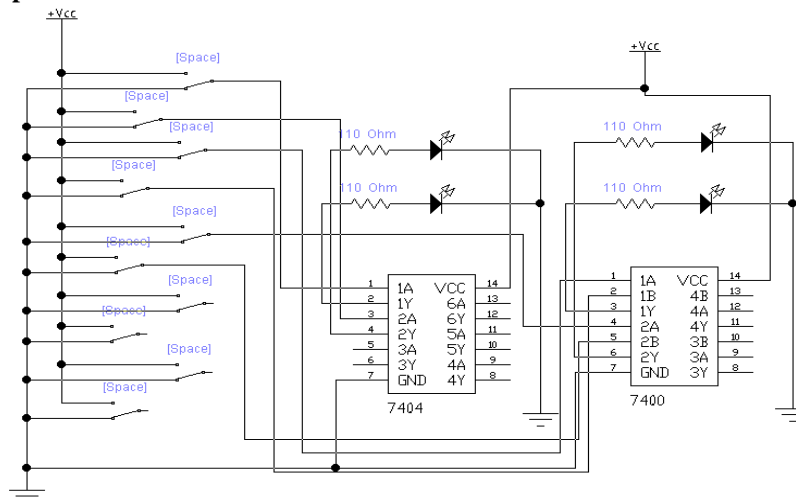 +Vcc
[Space]
[Space]
[Space]
[Space]
[Space]
[Space]
[Space]
[Space]
[Space]
[Space]
+Vcc
110 Ohm
110 Ohm
110 Ohm
110 Ohm
1 1A VCC 14
2 1Y 6A 13
3 2A 6Y 12
4 2Y 5A 11
5 3A 5Y 10
6 3Y 4A 9
7 GND 4Y 8
7404
1 1A VCC 14
2 1B 4B 13
3 1Y 4A 12
4 2A 4Y 11
5 2B 3B 10
6 2Y 3A 9
7 GND 3Y 8
7400